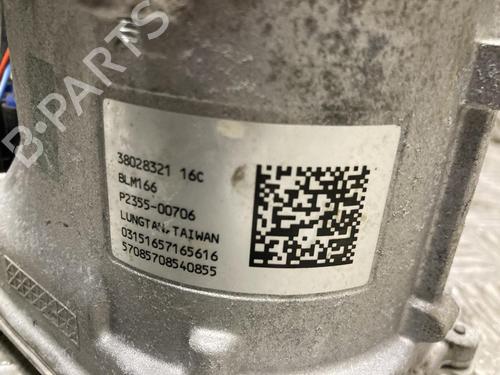 B-PARTS
38028321 16C
BLM166
P2355-00706
LUNGTAN,TAIWAN
03151657165616
57085708540855